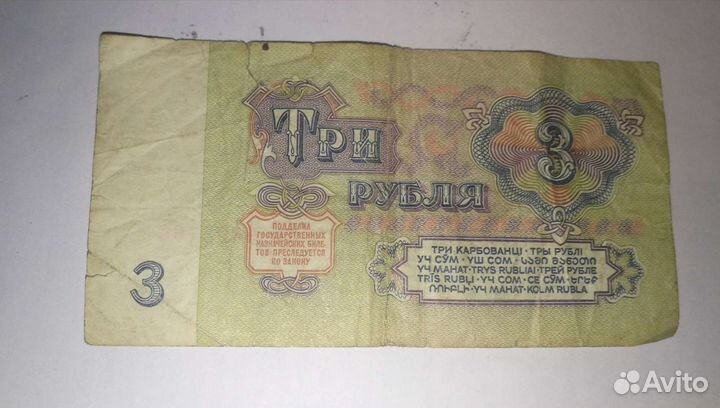 ТРИ
РУБЛЯ
3
ПОДДЕЛКА
ГОСУДАРСТВЕННЫХ
КАЗНАЧЕЙСКИХ БИЛЕ-
ТОВ ПРЕСЛЕДУЕТСЯ
ПО ЗАКОНУ
ТРИ КАРБОВАНЦІ · ТРЫ РУБЛІ
УЧ СЎМ · ҮШ СОМ · ᲡᲐᲛᲘ ᲛᲐᲜᲔᲗᲘ
УЧ МАНАТ · TRYS RUBLIAI · ТРЕЙ РУБЛЕ
TRĪS RUBĻI · ҮЧ СОМ · СЕ СӮМ · ԵՐԵՔ
ՌՈՒԲԼԻ · ҮЧ МАНАТ · KOLM RUBLA
3
Avito